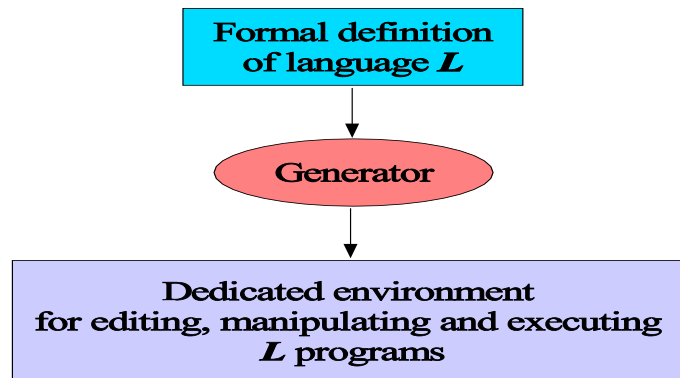 Formal definition
of language L
Generator
Dedicated environment
for editing, manipulating and executing
L programs